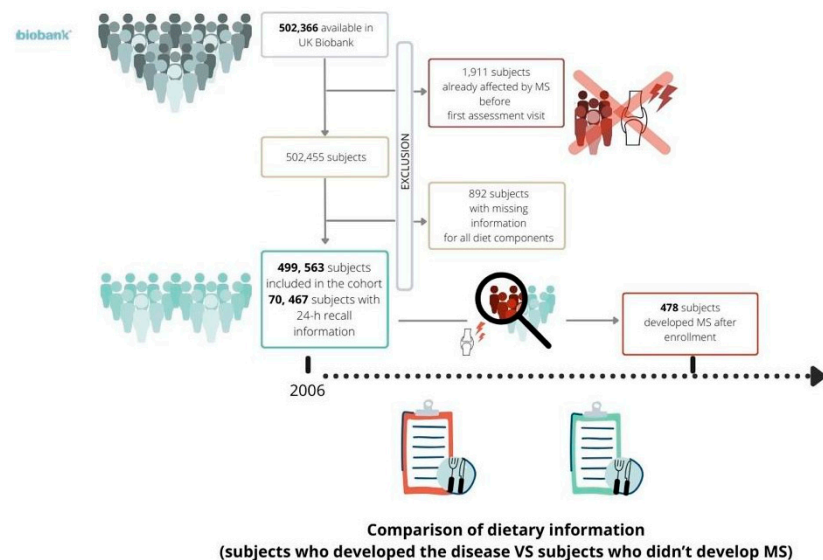 biobank
502,366 available in
UK Biobank
1,911 subjects
already affected by MS
before
first assessment visit
EXCLUSION
502,455 subjects
892 subjects
with missing
information
for all diet components
499, 563 subjects
included in the cohort
70, 467 subjects with
24-h recall
information
478 subjects
developed MS after
enrollment
2006
Comparison of dietary information
(subjects who developed the disease VS subjects who didn't develop MS)